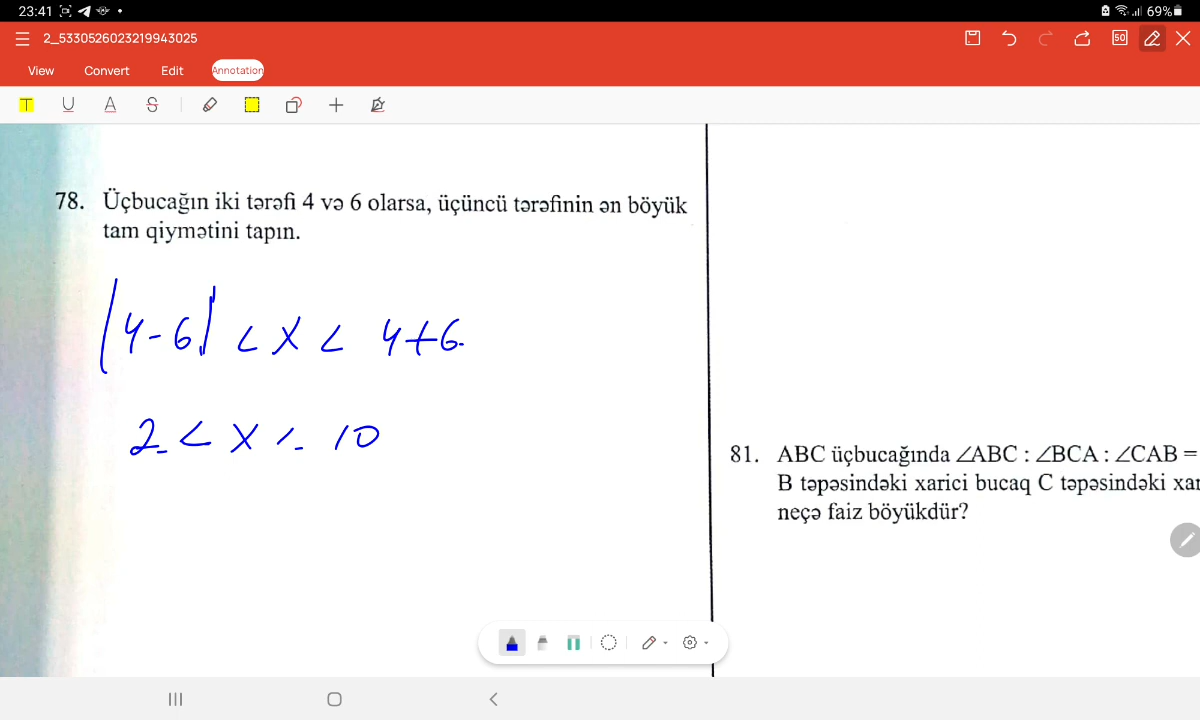 23:41
69%
2_5330526023219943025
50
View Convert Edit Annotation
T U A S
78. Üçbucağın iki tərəfi 4 və 6 olarsa, üçüncü tərəfinin ən böyük
tam qiymətini tapın.
|4-6| < x < 4+6
2 < x < 10
81. ABC üçbucağında ∠ABC : ∠BCA : ∠CAB =
B təpəsindəki xarici bucaq C təpəsindəki xar
neçə faiz böyükdür?